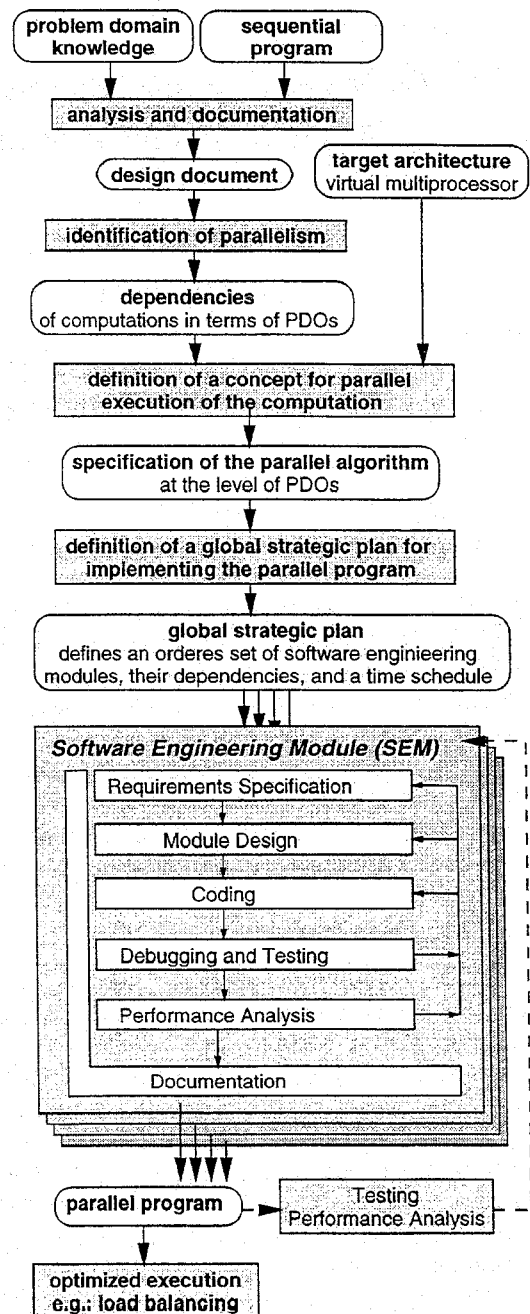 problem domain
knowledge
sequential
program
analysis and documentation
design document
target architecture
virtual multiprocessor
identification of parallelism
dependencies
of computations in terms of PDOs
definition of a concept for parallel
execution of the computation
specification of the parallel algorithm
at the level of PDOs
definition of a global strategic plan for
implementing the parallel program
global strategic plan
defines an orderes set of software enginieering
modules, their dependencies, and a time schedule
Software Engineering Module (SEM)
Requirements Specification
Module Design
Coding
Debugging and Testing
Performance Analysis
Documentation
parallel program
Testing
Performance Analysis
optimized execution
e.g.: load balancing